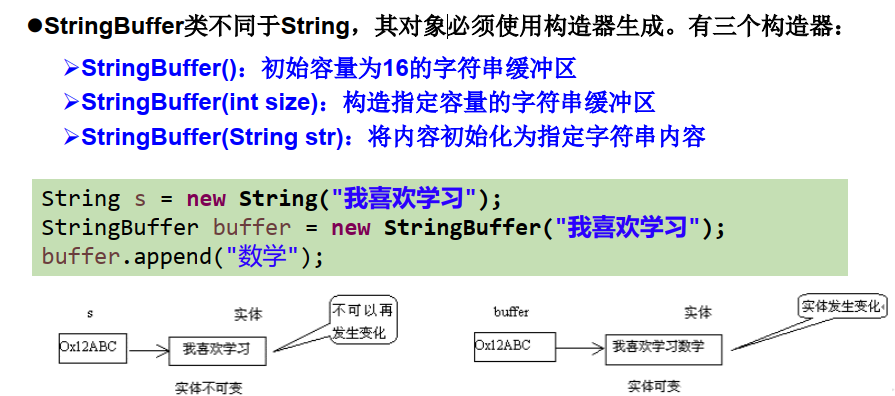 ●StringBuffer类不同于String，其对象必须使用构造器生成。有三个构造器：
➢StringBuffer()：初始容量为16的字符串缓冲区
➢StringBuffer(int size)：构造指定容量的字符串缓冲区
➢StringBuffer(String str)：将内容初始化为指定字符串内容
String s = new String("我喜欢学习");
StringBuffer buffer = new StringBuffer("我喜欢学习");
buffer.append("数学");
s
实体
不可以再
发生变化
0x12ABC
我喜欢学习
实体不可变
buffer
实体
实体发生变化
0x12ABC
我喜欢学习数学
实体可变